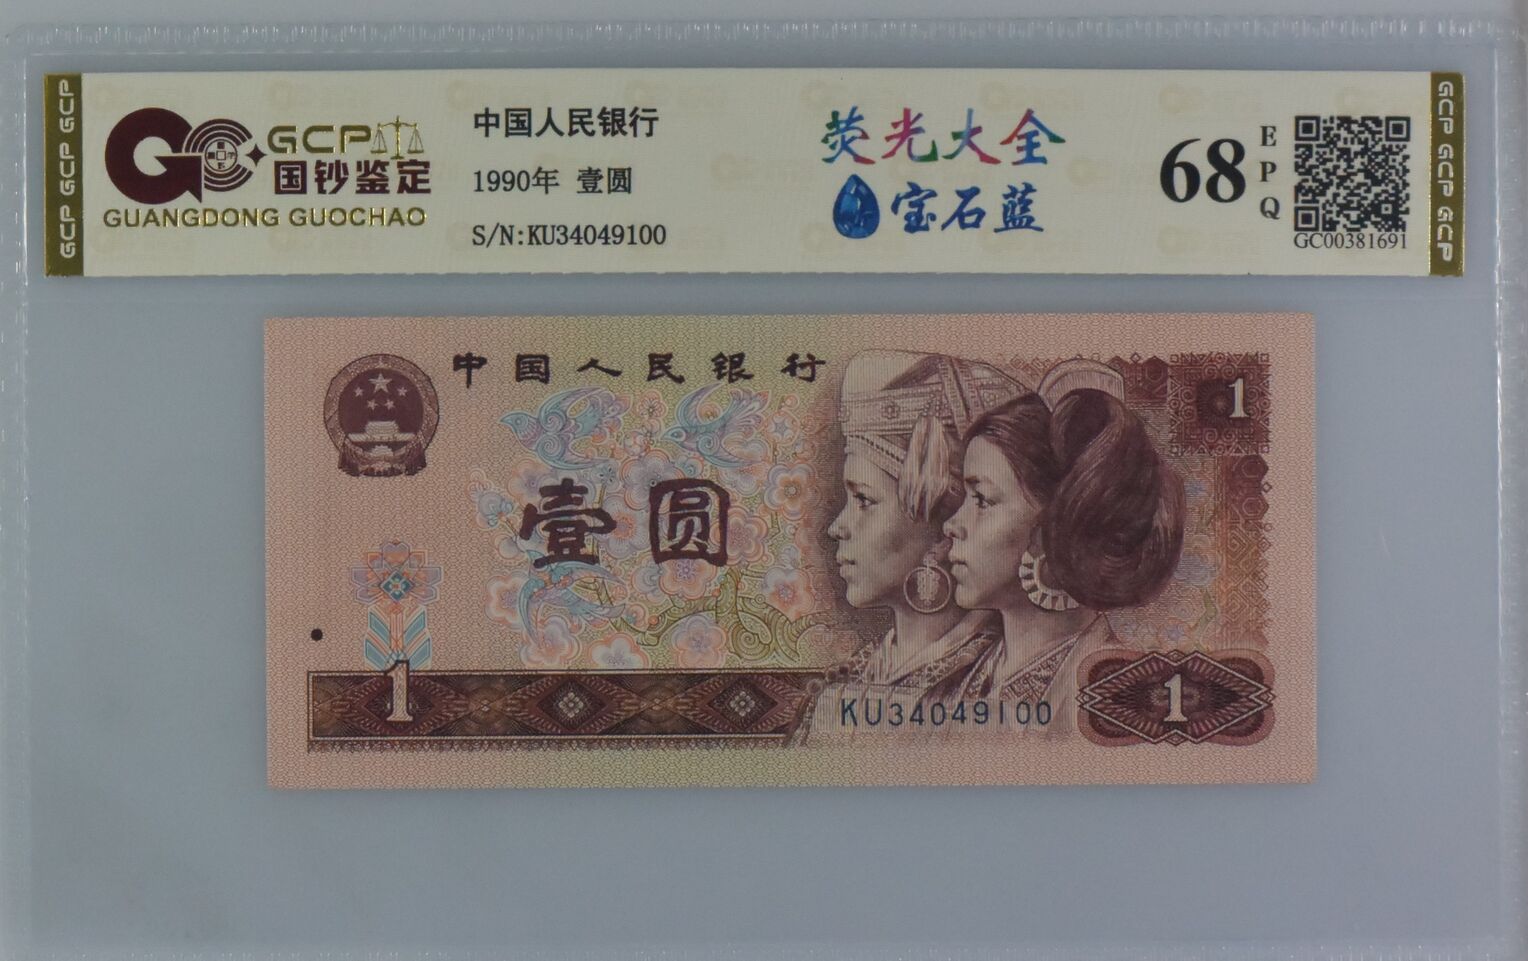 GCP GCP GCP
GCP
国钞鉴定
GUANGDONG GUOCHAO
中国人民银行
1990年 壹圆
S/N:KU34049100
荧光大全
宝石蓝
68
EPQ
GC00381691
GCP GCP GCP
中国人民银行
1
壹圆
1
KU34049100
1